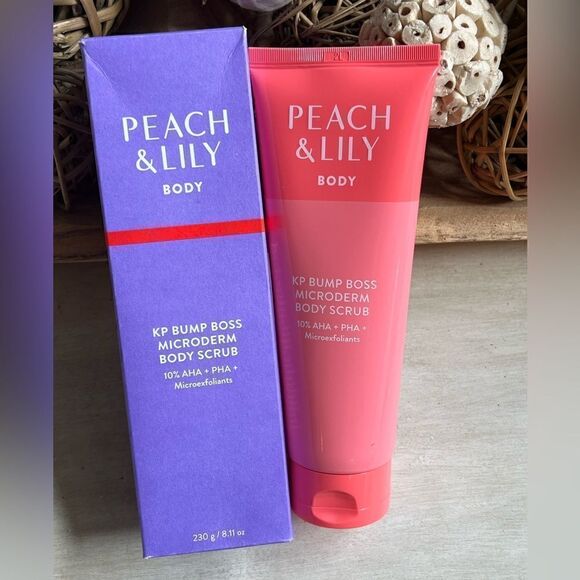 PEACH
& LILY
BODY
KP BUMP BOSS
MICRODERM
BODY SCRUB
10% AHA + PHA +
Microexfoliants
230 g / 8.11 oz
PEACH
& LILY
BODY
KP BUMP BOSS
MICRODERM
BODY SCRUB
10% AHA + PHA +
Microexfoliants